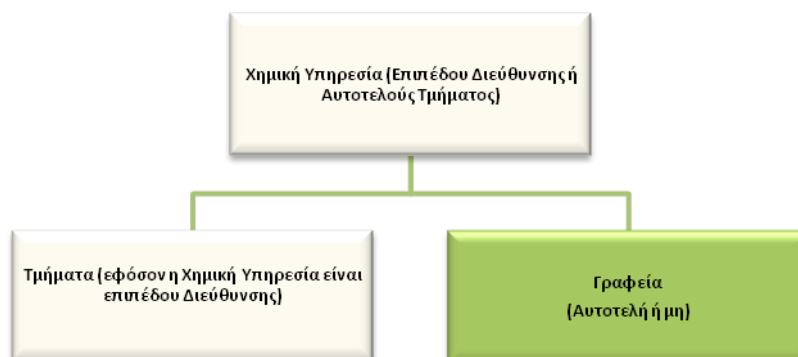 Χημική Υπηρεσία (Επιπέδου Διεύθυνσης ή
Αυτοτελούς Τμήματος)
Τμήματα (εφόσον η Χημική Υπηρεσία είναι
επιπέδου Διεύθυνσης)
Γραφεία
(Αυτοτελή ή μη)